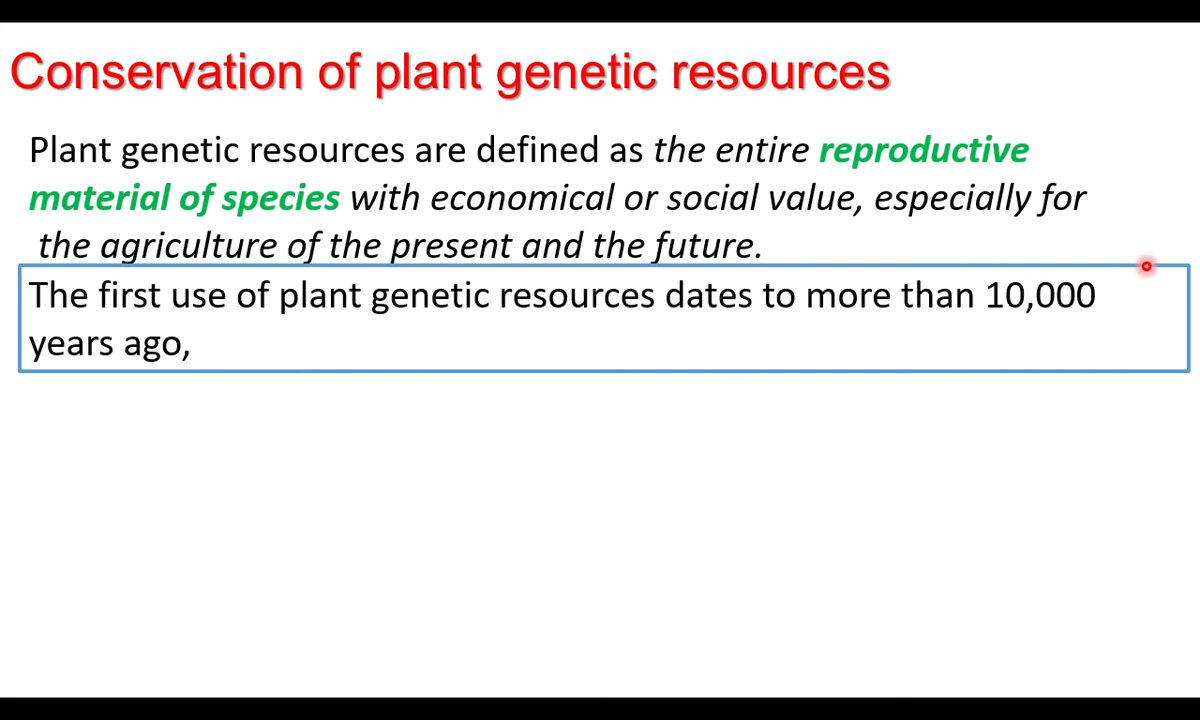 Conservation of plant genetic resources
Plant genetic resources are defined as the entire reproductive
material of species with economical or social value, especially for
the agriculture of the present and the future.
The first use of plant genetic resources dates to more than 10,000
years ago,